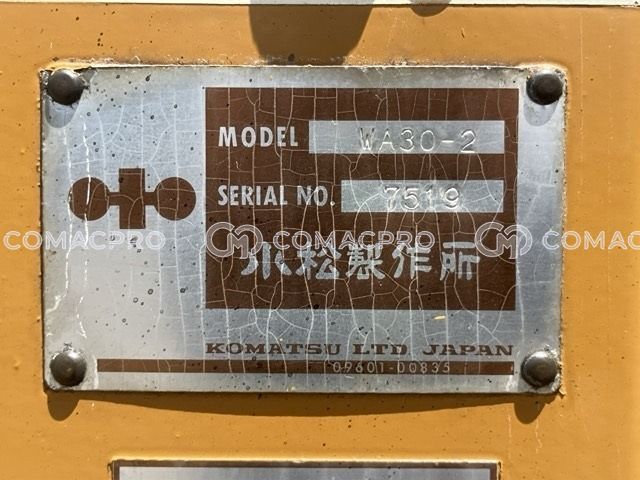 MODEL WA30-2
SERIAL NO. 7519
COMACPRO COMACPRO COMAC
小松製作所
KOMATSU LTD JAPAN
09601-00835